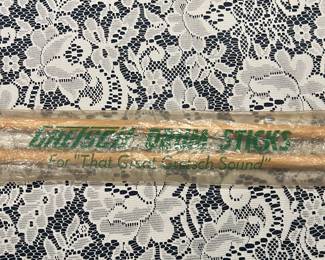 GRETSCH DRUM STICKS
For "That Great Gretsch Sound"